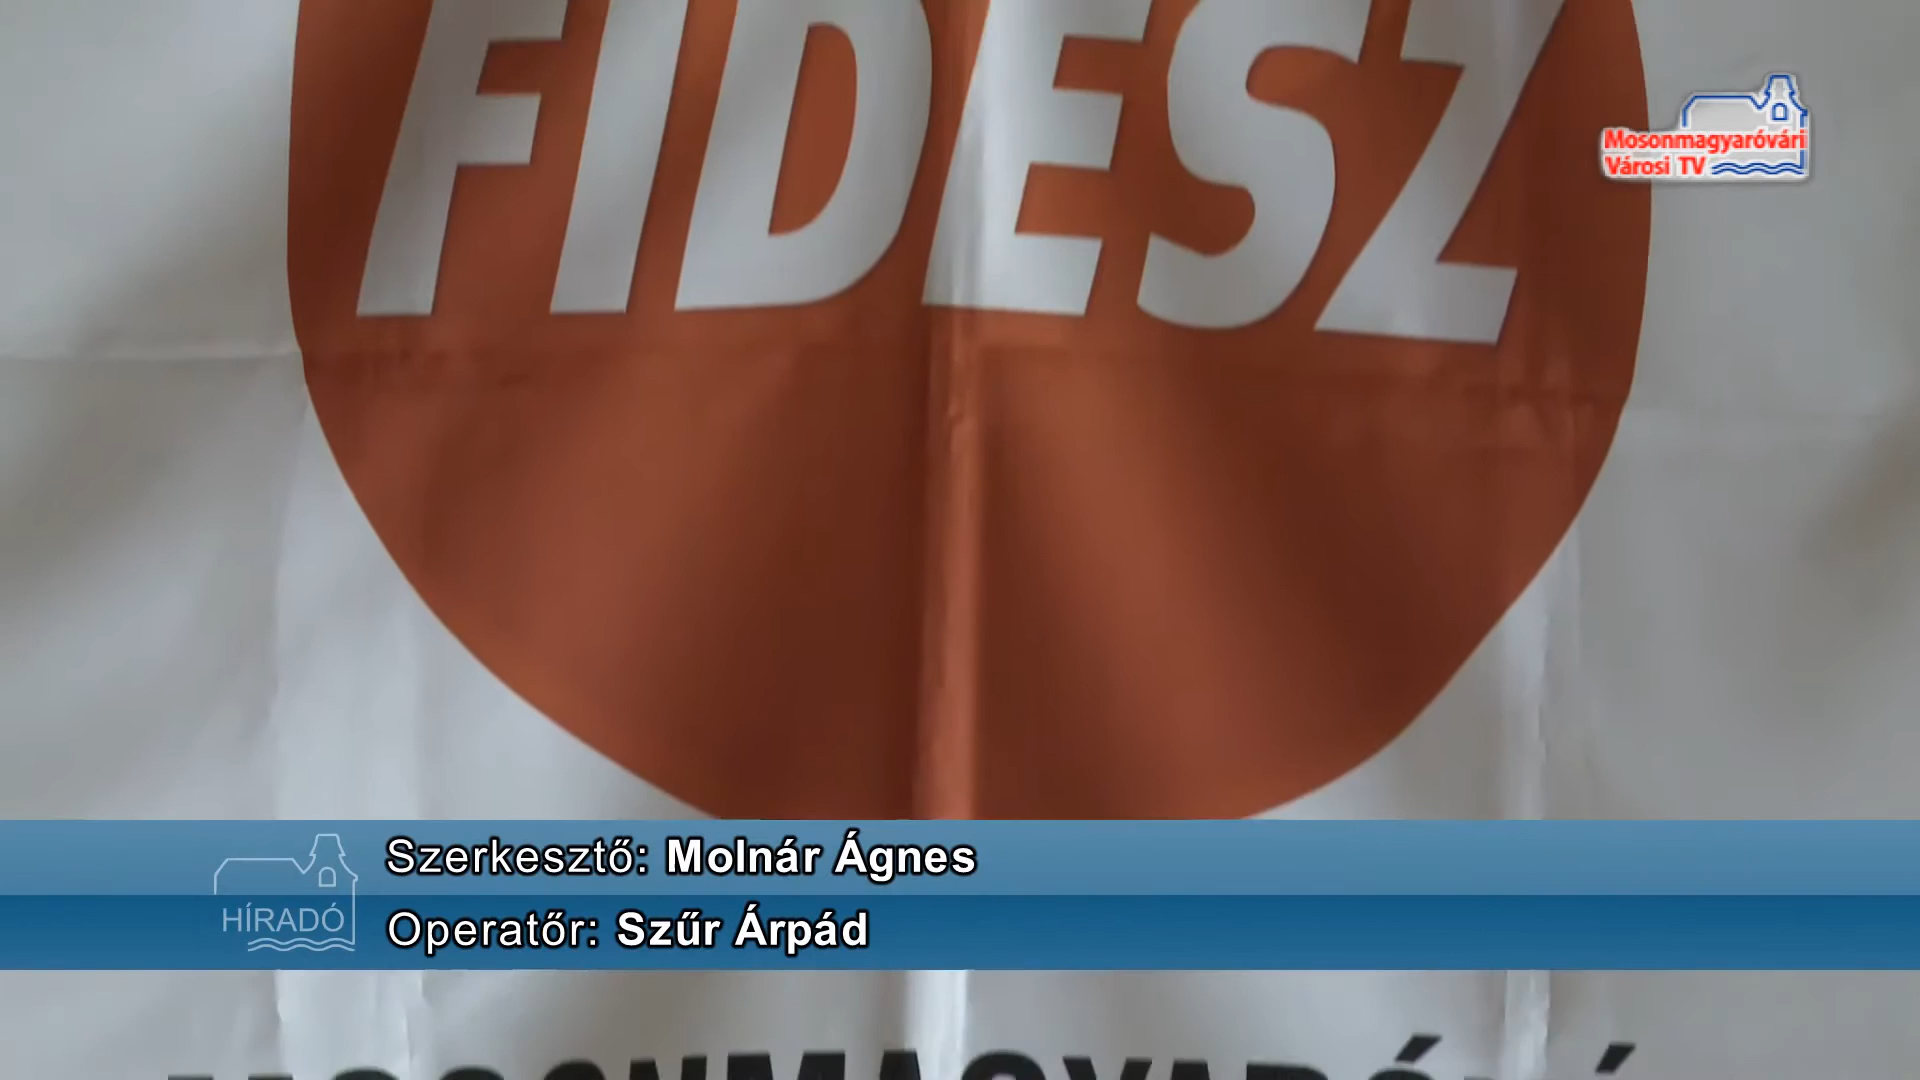 FIDESZ
Mosonmagyaróvári
Városi TV
Szerkesztő: Molnár Ágnes
HÍRADÓ
Operatőr: Szűr Árpád